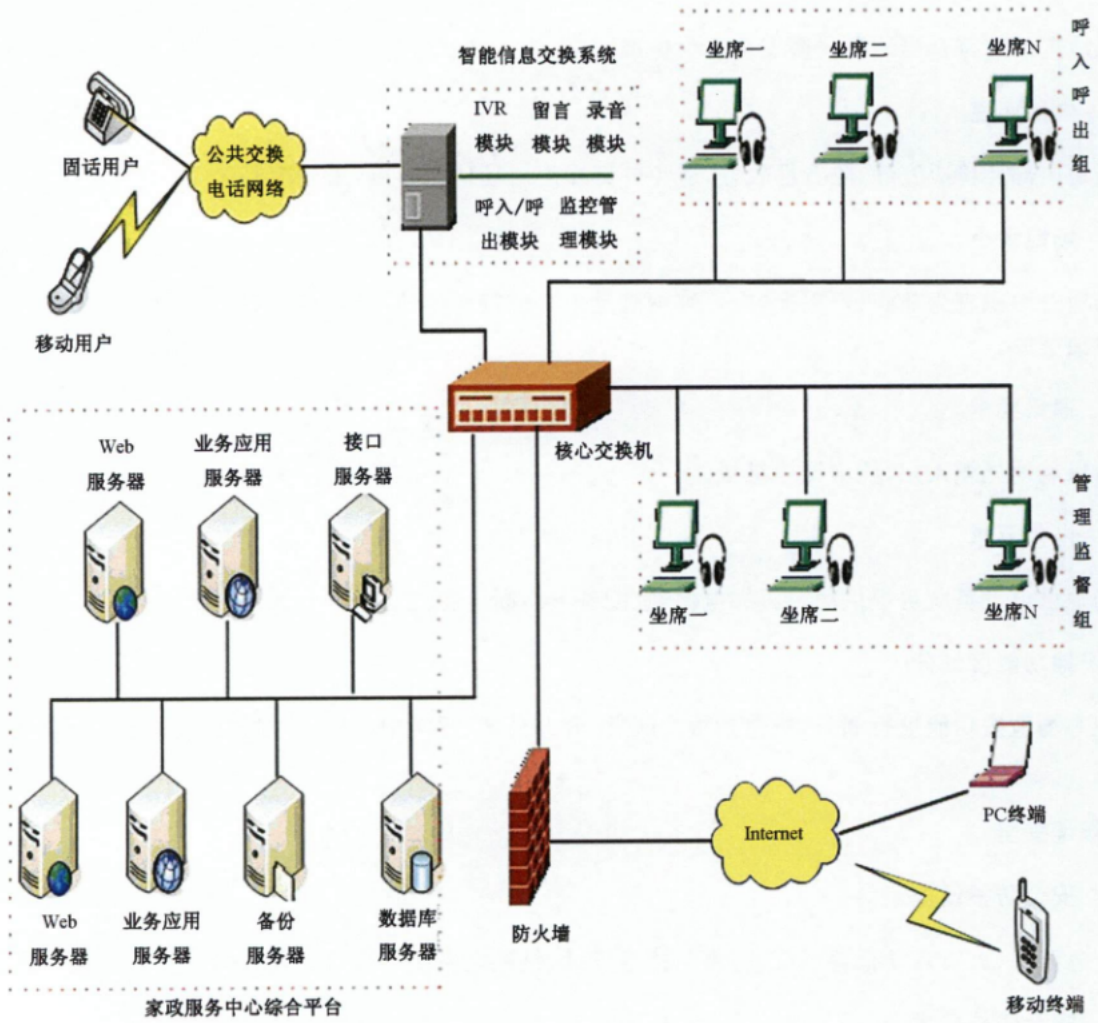 智能信息交换系统
IVR 留言 录音
模块 模块 模块
呼入/呼 监控管
出模块 理模块
固话用户
公共交换
电话网络
移动用户
坐席一
坐席二
坐席N
呼入呼出组
核心交换机
管理监督组
坐席一
坐席二
坐席N
Web
服务器
业务应用
服务器
接口
服务器
Web
服务器
业务应用
服务器
备份
服务器
数据库
服务器
家政服务中心综合平台
防火墙
Internet
PC终端
移动终端